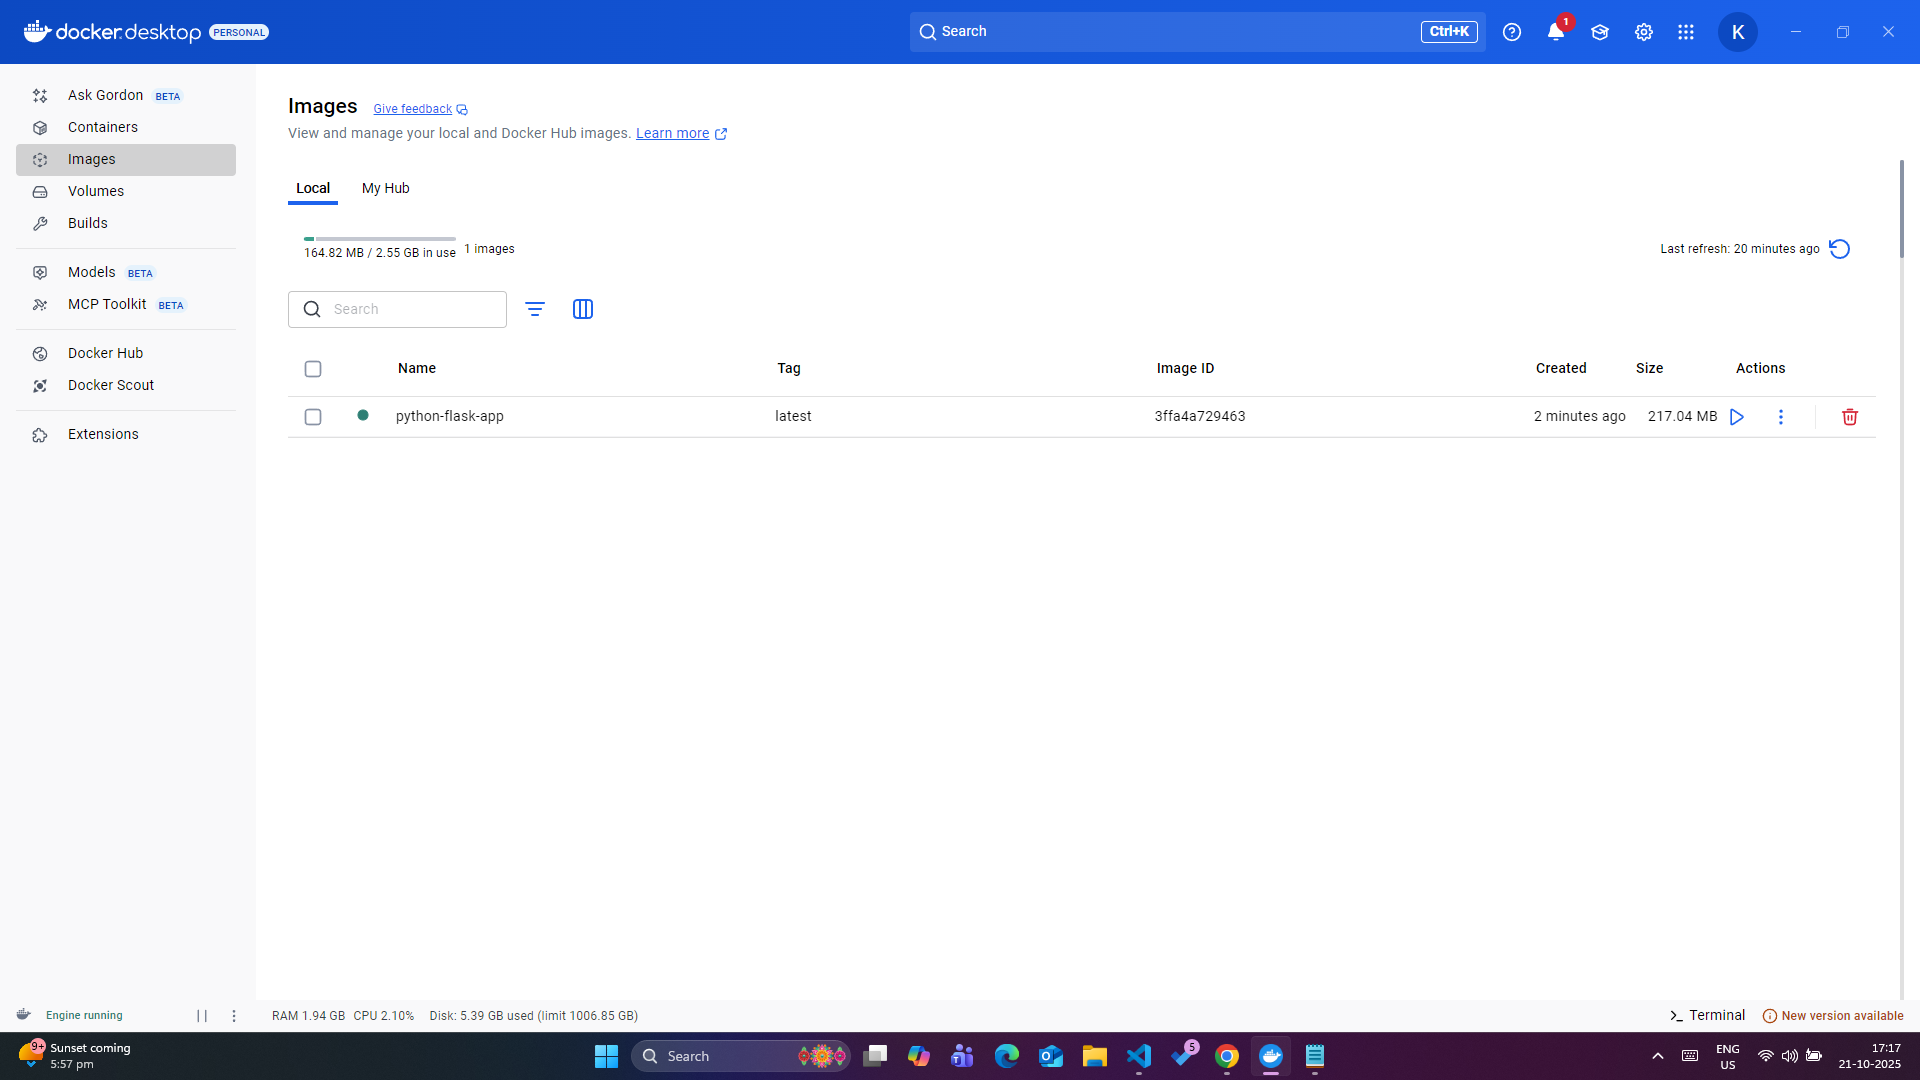 docker.desktop PERSONAL
Search
Ctrl+K
1
K
Ask Gordon BETA
Containers
Images
Volumes
Builds
Models BETA
MCP Toolkit BETA
Docker Hub
Docker Scout
Extensions
Images Give feedback
View and manage your local and Docker Hub images. Learn more
Local My Hub
164.82 MB / 2.55 GB in use 1 images
Last refresh: 20 minutes ago
Search
Name Tag Image ID Created Size Actions
python-flask-app latest 3ffa4a729463 2 minutes ago 217.04 MB
Engine running
RAM 1.94 GB CPU 2.10% Disk: 5.39 GB used (limit 1006.85 GB)
Terminal
New version available
9+
Sunset coming
5:57 pm
Search
5
ENG
US
17:17
21-10-2025